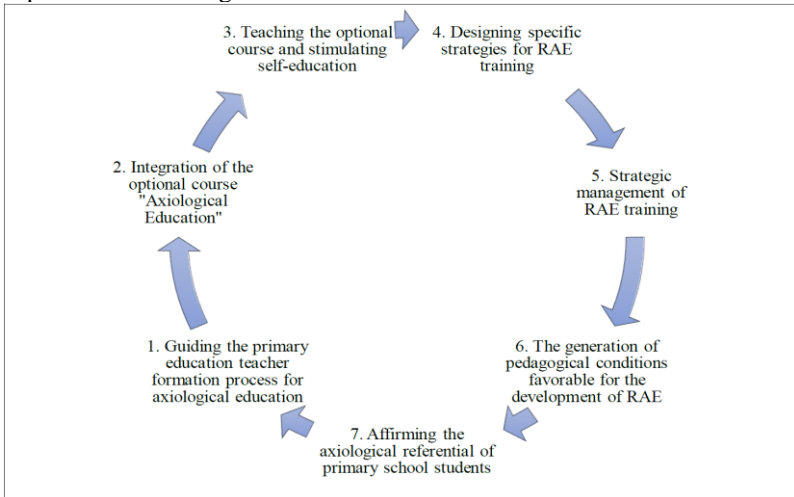 3. Teaching the optional
course and stimulating
self-education
4. Designing specific
strategies for RAE
training
2. Integration of the
optional course
"Axiological
Education"
5. Strategic
management of
RAE training
1. Guiding the primary
education teacher
formation process for
axiological education
6. The generation of
pedagogical conditions
favorable for the
development of RAE
7. Affirming the
axiological referential of
primary school students